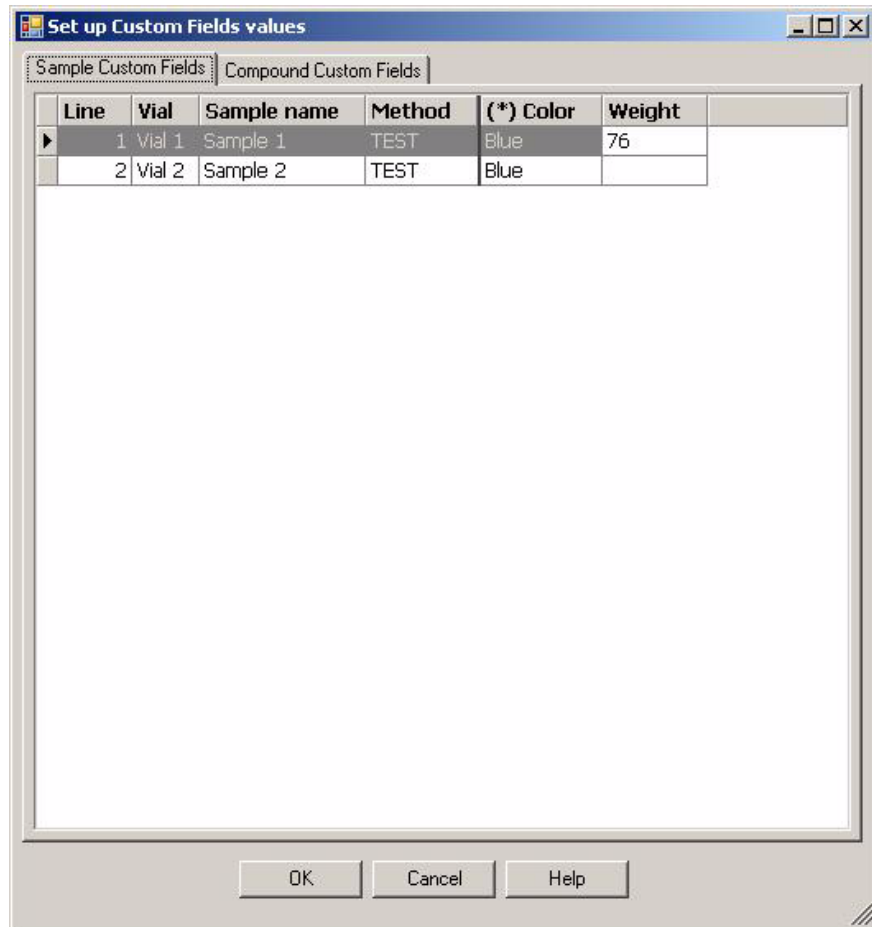 Set up Custom Fields values
Sample Custom Fields Compound Custom Fields
Line Vial Sample name Method (*) Color Weight
1 Vial 1 Sample 1 TEST Blue 76
2 Vial 2 Sample 2 TEST Blue
OK Cancel Help